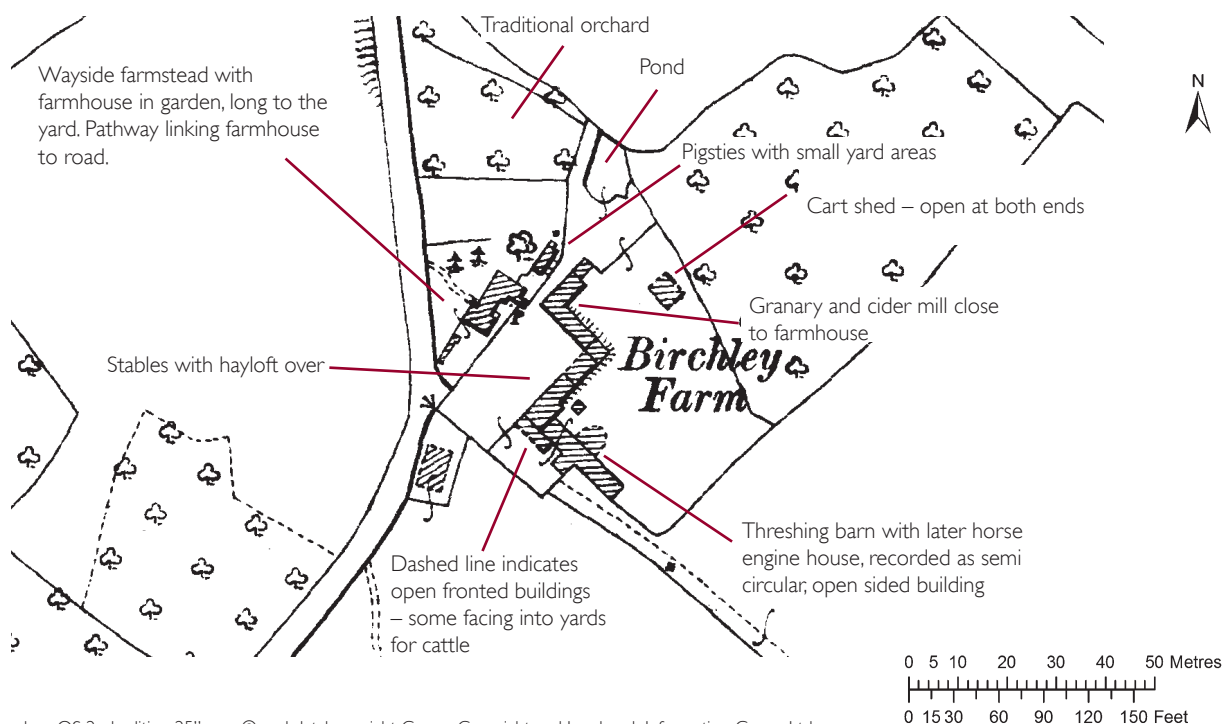 Traditional orchard
Wayside farmstead with
farmhouse in garden, long to the
yard. Pathway linking farmhouse
to road.
Pond
N
Pigsties with small yard areas
Cart shed – open at both ends
Granary and cider mill close
to farmhouse
Stables with hayloft over
Birchley
Farm
Threshing barn with later horse
engine house, recorded as semi
circular, open sided building
Dashed line indicates
open fronted buildings
– some facing into yards
for cattle
0 5 10 20 30 40 50 Metres
0 15 30 60 90 120 150 Feet